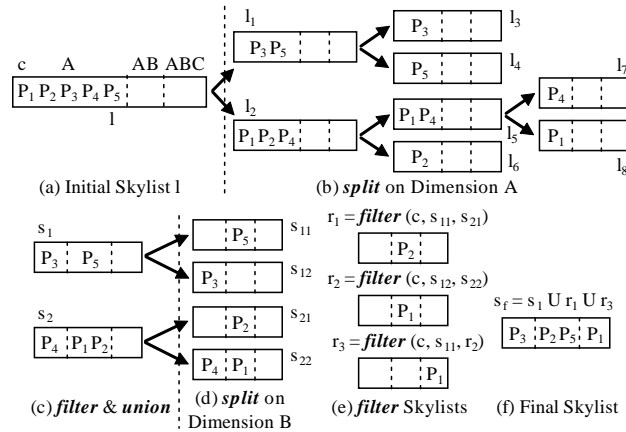 c A AB ABC
P1 P2 P3 P4 P5
l
(a) Initial Skylist l
l1
P3 P5
l2
P1 P2 P4
P3
l3
P5
l4
P1 P4
l5
P2
l6
l7
P4
P1
l8
(b) split on Dimension A
s1
P3 P5
s2
P4 P1 P2
(c) filter & union
P5
s11
P3
s12
P2
s21
P4 P1
s22
(d) split on
Dimension B
r1 = filter (c, s11, s21)
P2
r2 = filter (c, s12, s22)
P1
r3 = filter (c, s11, r2)
P1
(e) filter Skylists
sf = s1 U r1 U r3
P3 P2 P5 P1
(f) Final Skylist